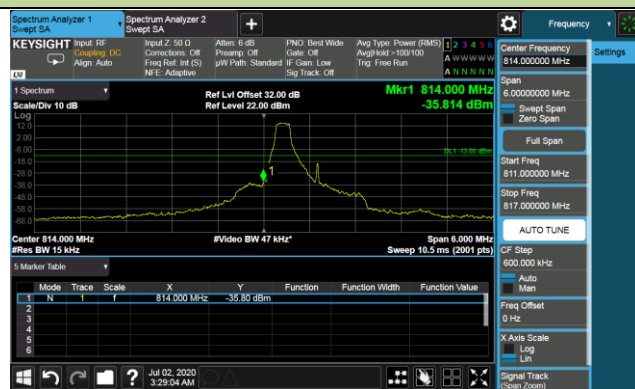 Spectrum Analyzer 1
Swept SA
Spectrum Analyzer 2
Swept SA
+
Frequency
KEYSIGHT
Input: RF
Coupling: DC
Align: Auto
Input Z: 50 Ω
Corrections: Off
Freq Ref: Int (S)
NFE: Adaptive
Atten: 6 dB
Preamp: Off
µW Path: Standard
PNO: Best Wide
Gate: Off
IF Gain: Low
Sig Track: Off
Avg Type: Power (RMS)
Avg|Hold: >100/100
Trig: Free Run
1 2 3 4 5 6
A W W W W W
A N N N N N
LXI
Center Frequency
814.000000 MHz
Settings
Span
6.00000000 MHz
Swept Span
Zero Span
Full Span
Start Freq
811.000000 MHz
Stop Freq
817.000000 MHz
AUTO TUNE
CF Step
600.000 kHz
Auto
Man
Freq Offset
0 Hz
X Axis Scale
Log
Lin
Signal Track
(Span Zoom)
1 Spectrum
Scale/Div 10 dB
Log
Ref Lvl Offset 32.00 dB
Ref Level 22.00 dBm
Mkr1 814.000 MHz
-35.814 dBm
12.0
2.00
-8.00
-18.0
-28.0
-38.0
-48.0
-58.0
-68.0
DL1 -13.00 dBm
1
Center 814.000 MHz
#Res BW 15 kHz
#Video BW 47 kHz*
Span 6.000 MHz
Sweep 10.5 ms (2001 pts)
5 Marker Table
Mode Trace Scale X Y Function Function Width Function Value
1 N 1 f 814.000 MHz -35.80 dBm
2
3
4
5
6
?
Jul 02, 2020
3:29:04 AM